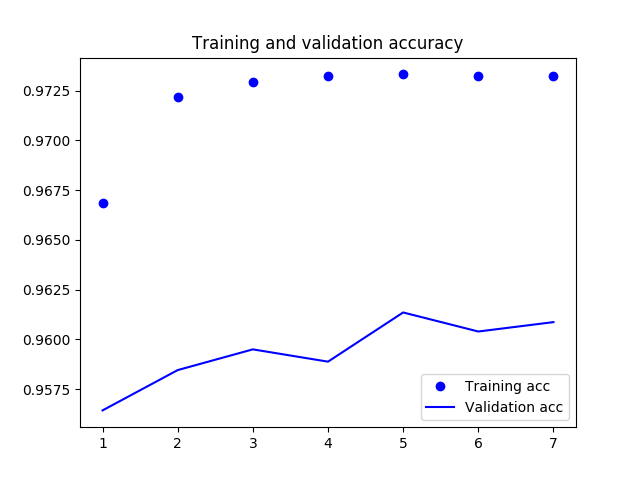 Training and validation accuracy
0.9725
0.9700
0.9675
0.9650
0.9625
0.9600
0.9575
Training acc
Validation acc
1 2 3 4 5 6 7